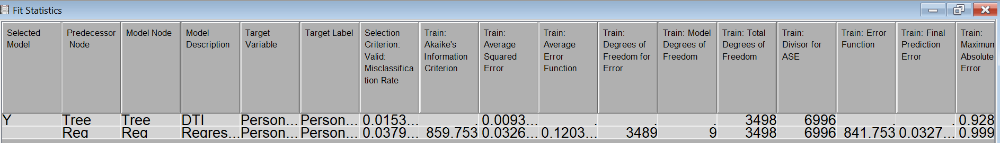 Fit Statistics
Selected Model
Predecessor Node
Model Node
Model Description
Target Variable
Target Label
Selection Criterion: Valid: Misclassifica tion Rate
Train: Akaike's Information Criterion
Train: Average Squared Error
Train: Average Error Function
Train: Degrees of Freedom for Error
Train: Model Degrees of Freedom
Train: Total Degrees of Freedom
Train: Divisor for ASE
Train: Error Function
Train: Final Prediction Error
Train: Maximum Absolute Error
Y Tree Tree DTI Person... Person... 0.0153... . 0.0093... . . . 3498 6996 . . 0.928
Reg Reg Regres... Person... Person... 0.0379... 859.753 0.0326... 0.1203... 3489 9 3498 6996 841.753 0.0327... 0.999